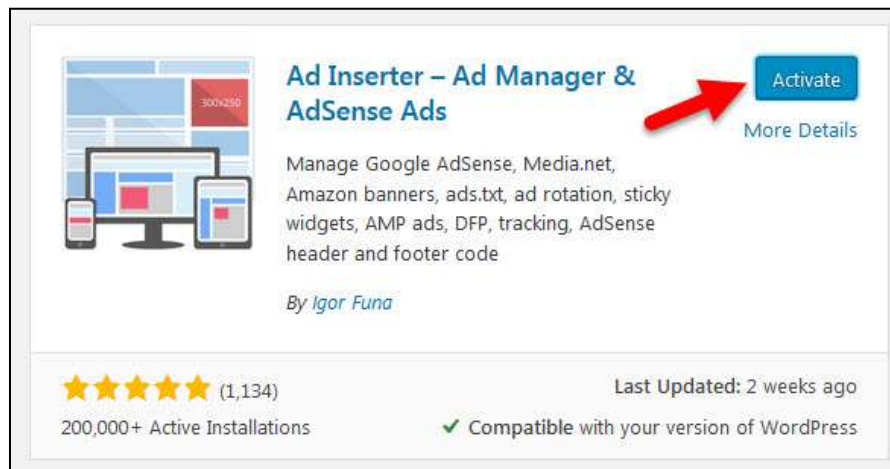 300x250
Ad Inserter – Ad Manager &
AdSense Ads
Activate
More Details
Manage Google AdSense, Media.net,
Amazon banners, ads.txt, ad rotation, sticky
widgets, AMP ads, DFP, tracking, AdSense
header and footer code
By Igor Funa
(1,134)
200,000+ Active Installations
Last Updated: 2 weeks ago
✔ Compatible with your version of WordPress